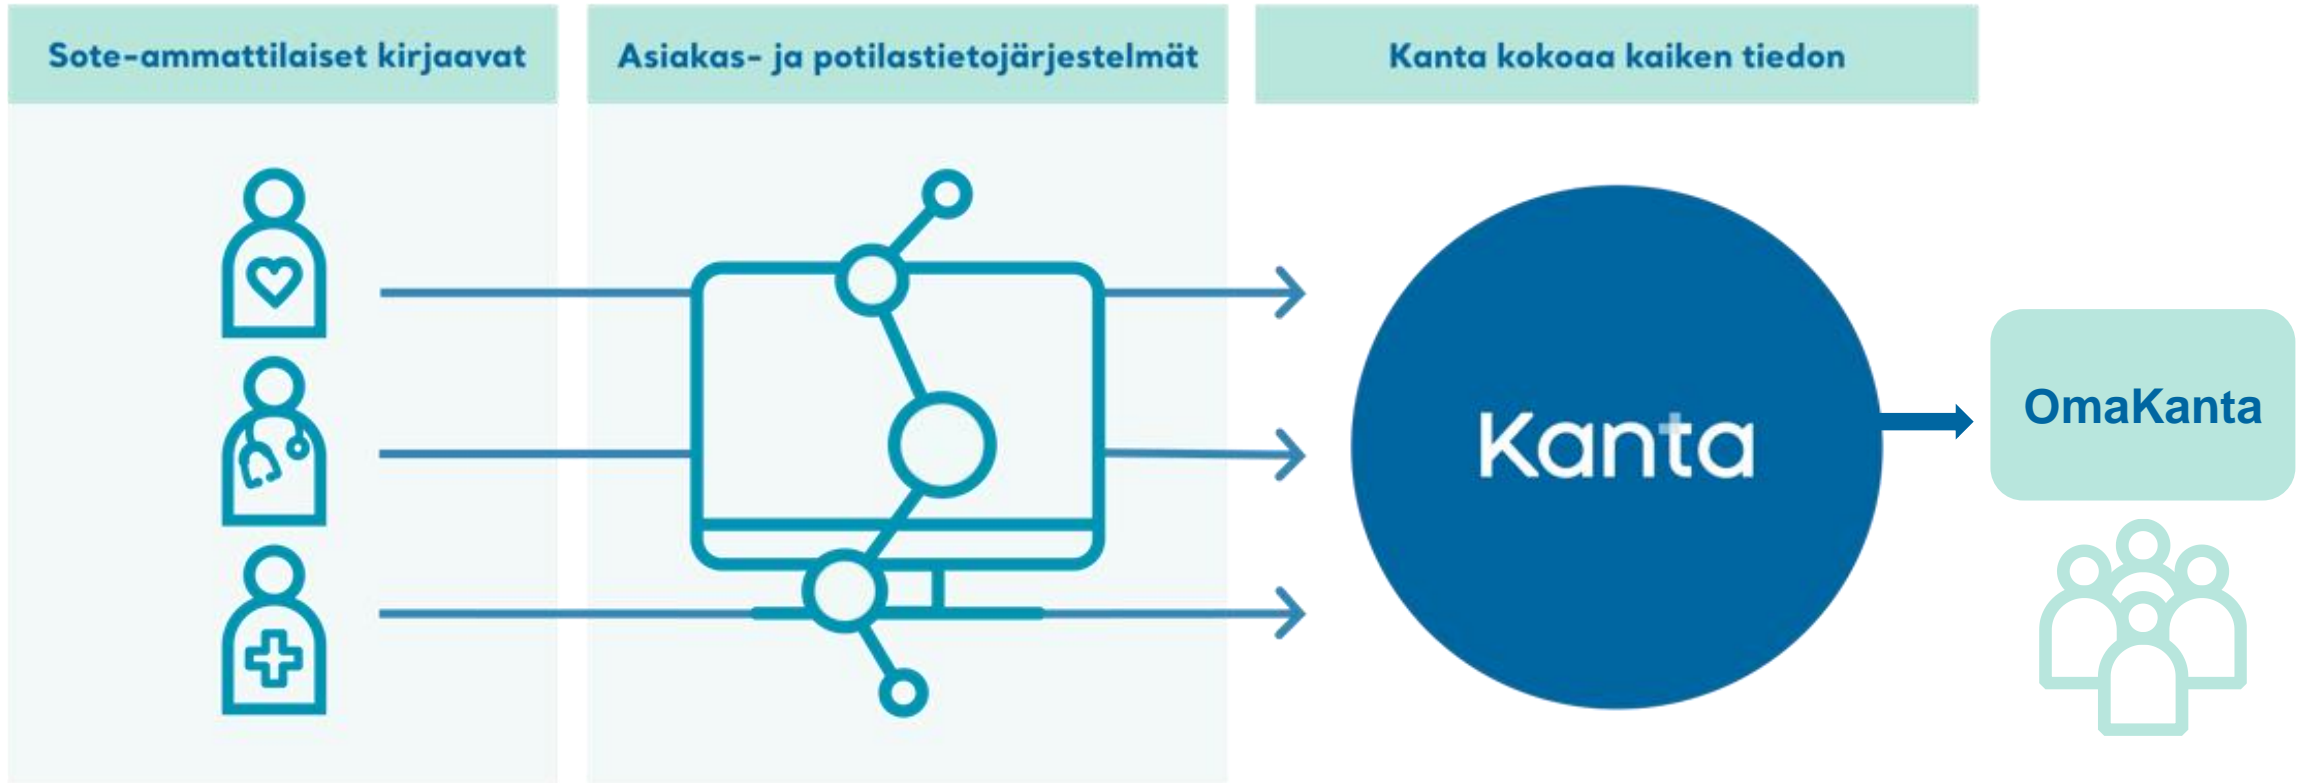 Sote-ammattilaiset kirjaavat
Asiakas- ja potilastietojärjestelmät
Kanta kokoaa kaiken tiedon
Kanta
OmaKanta